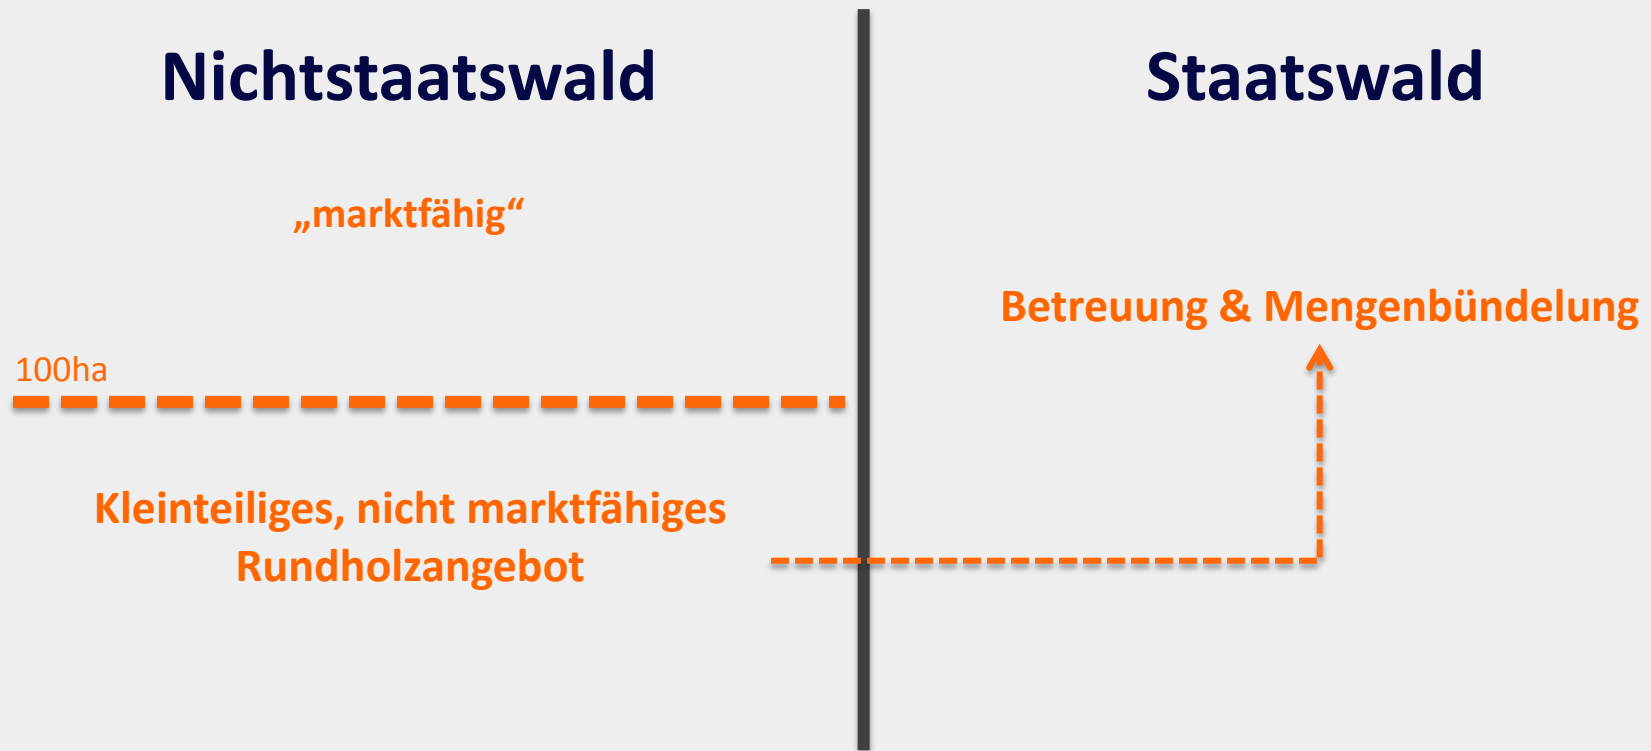 Nichtstaatswald
Staatswald
„marktfähig“
Betreuung & Mengenbündelung
100ha
Kleinteiliges, nicht marktfähiges
Rundholzangebot